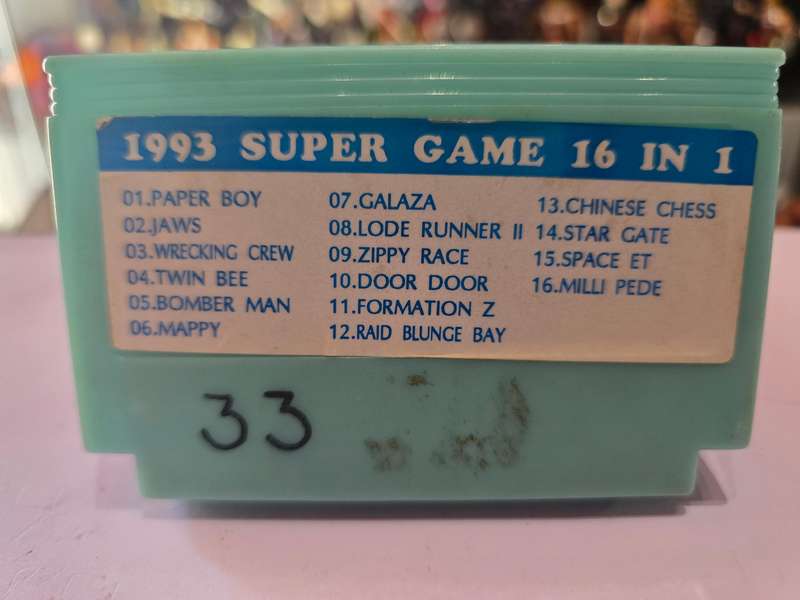 1993 SUPER GAME 16 IN 1
01.PAPER BOY
02.JAWS
03.WRECKING CREW
04.TWIN BEE
05.BOMBER MAN
06.MAPPY
07.GALAZA
08.LODE RUNNER II
09.ZIPPY RACE
10.DOOR DOOR
11.FORMATION Z
12.RAID BLUNGE BAY
13.CHINESE CHESS
14.STAR GATE
15.SPACE ET
16.MILLI PEDE
33